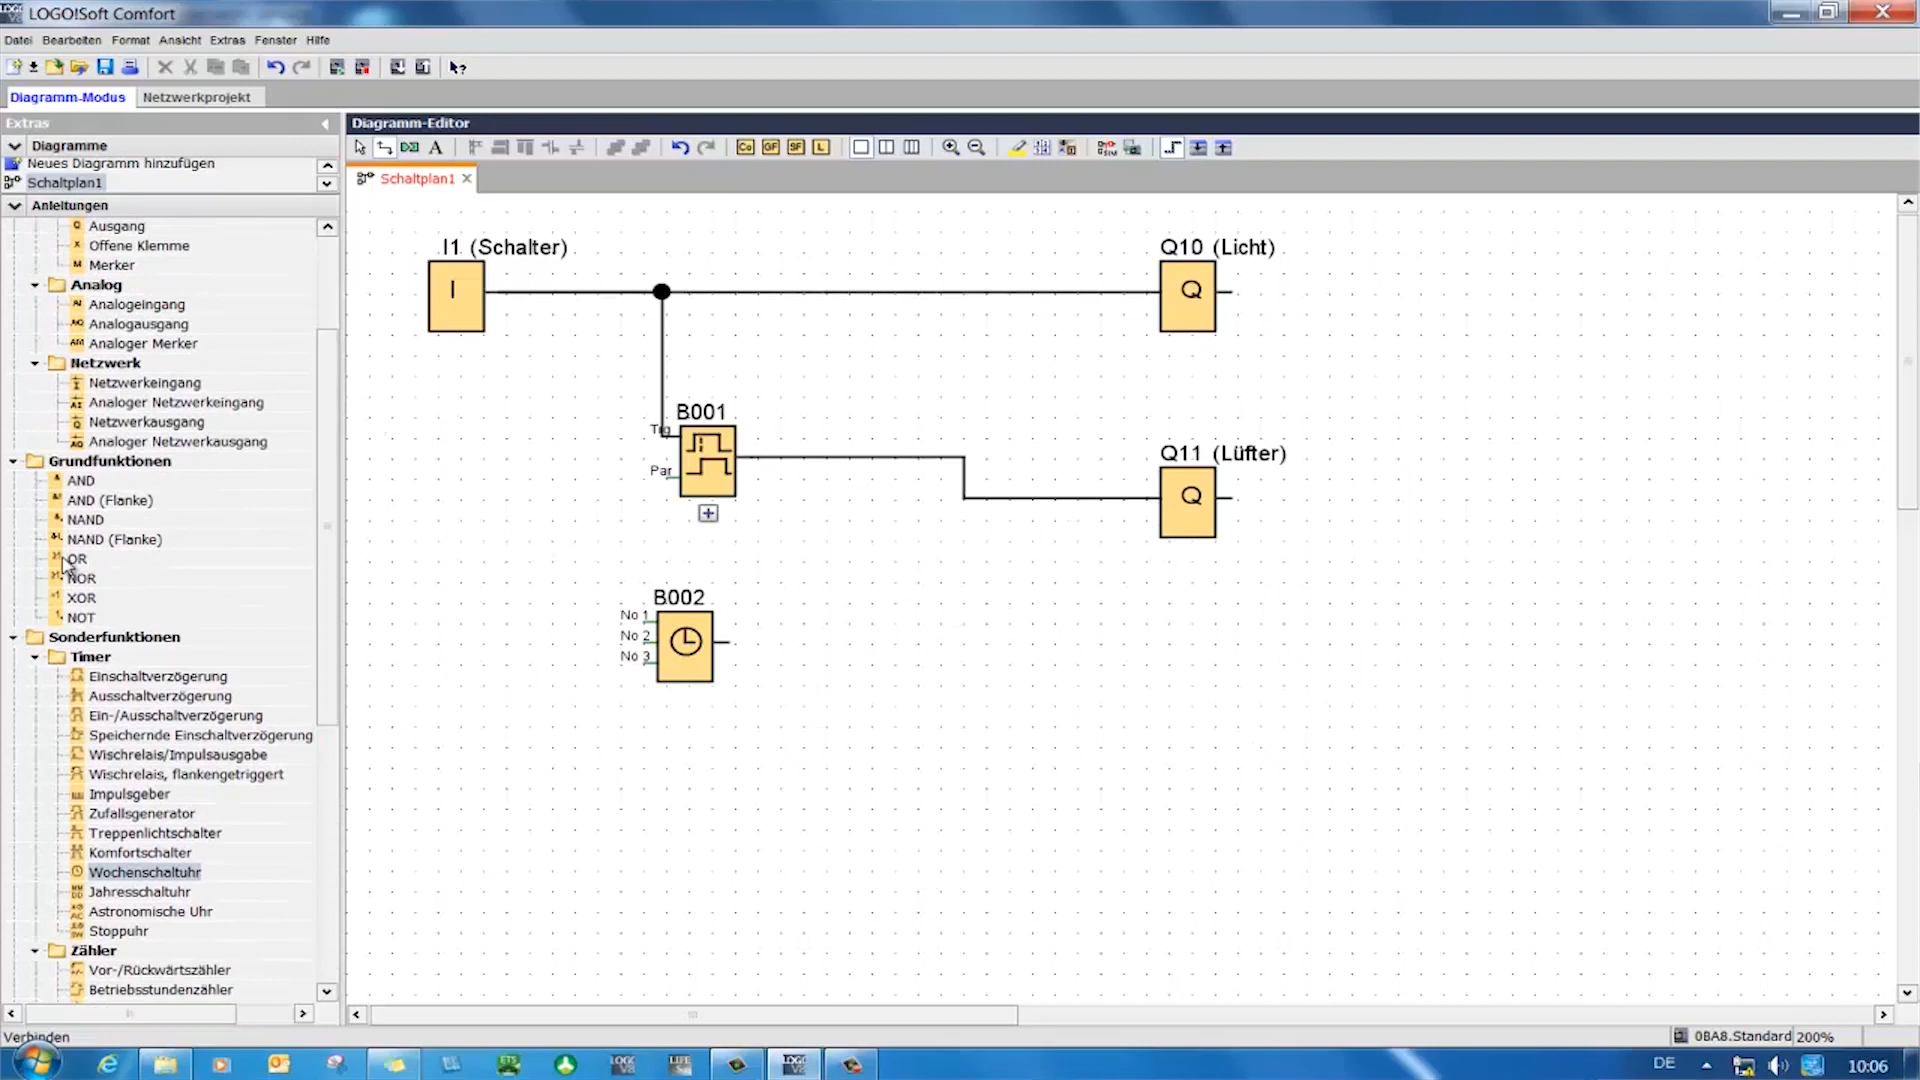 LOGO!Soft Comfort
Datei Bearbeiten Format Ansicht Extras Fenster Hilfe
Diagramm-Modus Netzwerkprojekt
Extras
Diagramm-Editor
Diagramme
Neues Diagramm hinzufügen
Schaltplan1
Schaltplan1
Anleitungen
Ausgang
Offene Klemme
Merker
Analog
Analogeingang
Analogausgang
Analoger Merker
Netzwerk
Netzwerkeingang
Analoger Netzwerkeingang
Netzwerkausgang
Analoger Netzwerkausgang
Grundfunktionen
AND
AND (Flanke)
NAND
NAND (Flanke)
OR
NOR
XOR
NOT
Sonderfunktionen
Timer
Einschaltverzögerung
Ausschaltverzögerung
Ein-/Ausschaltverzögerung
Speichernde Einschaltverzögerung
Wischrelais/Impulsausgabe
Wischrelais, flankengetriggert
Impulsgeber
Zufallsgenerator
Treppenlichtschalter
Komfortschalter
Wochenschaltuhr
Jahresschaltuhr
Astronomische Uhr
Stoppuhr
Zähler
Vor-/Rückwärtszähler
Betriebsstundenzähler
A
Co GF SF L
I1 (Schalter)
I
Q10 (Licht)
Q
B001
Trg
Par
Q11 (Lüfter)
Q
B002
No 1
No 2
No 3
Verbinden
0BA8.Standard 200%
DE
10:06